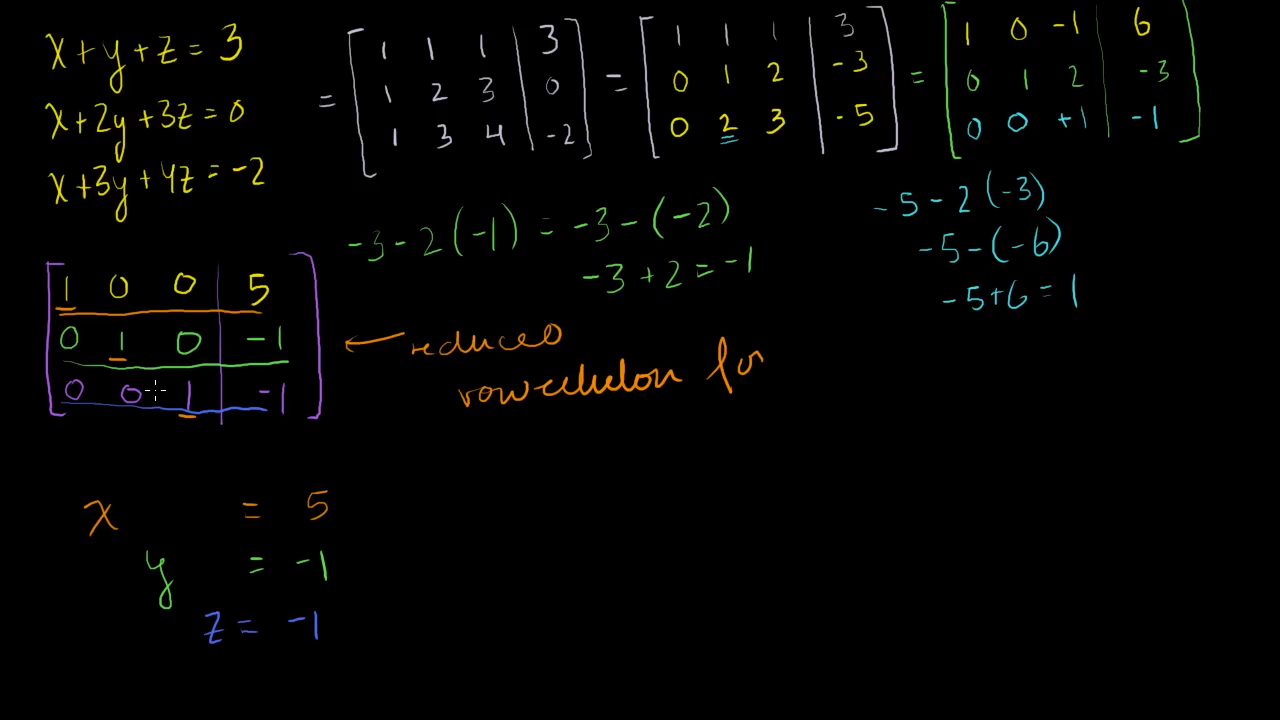 x+y+z=3
x+2y+3z=0
x+3y+4z=-2
= [ 1 1 1 | 3
1 2 3 | 0
1 3 4 | -2 ]
= [ 1 1 1 | 3
0 1 2 | -3
0 2 3 | -5 ]
= [ 1 0 -1 | 6
0 1 2 | -3
0 0 +1 | -1 ]
-3-2(-1) = -3-(-2)
-3+2=-1
-5-2(-3)
-5-(-6)
-5+6=1
[ 1 0 0 | 5
0 1 0 | -1
0 0 1 | -1 ]
← reduced
row echelon for
x = 5
y = -1
z = -1